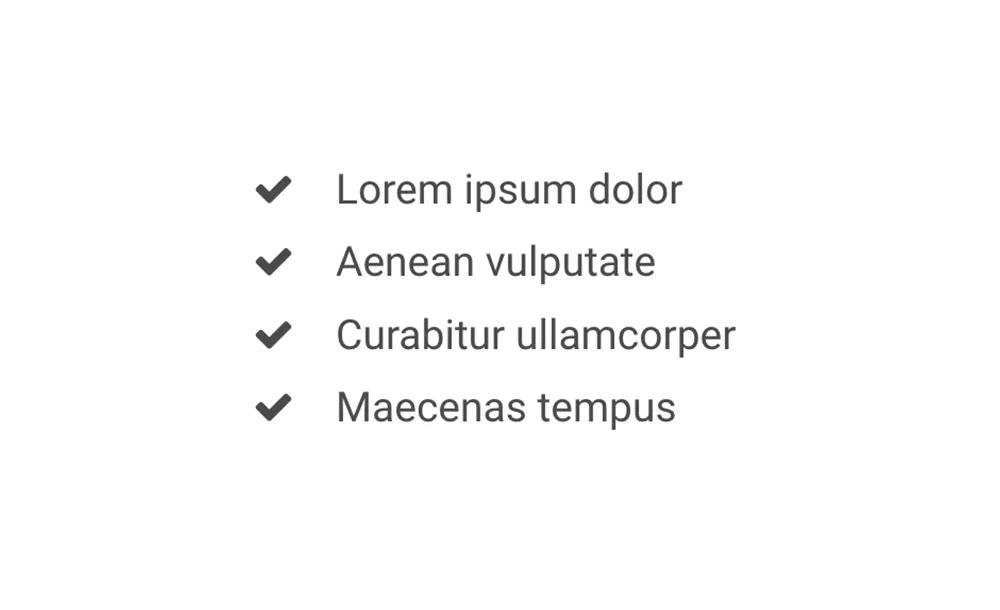 Lorem ipsum dolor
Aenean vulputate
Curabitur ullamcorper
Maecenas tempus